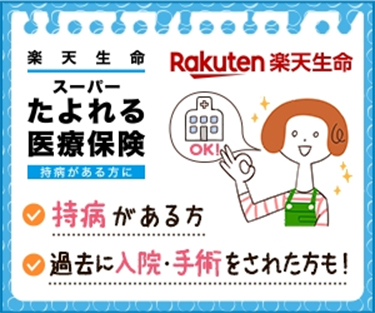 楽天生命
スーパー
たよれる
医療保険
持病がある方に
Rakuten 楽天生命
OK!
持病がある方
過去に入院・手術をされた方も!